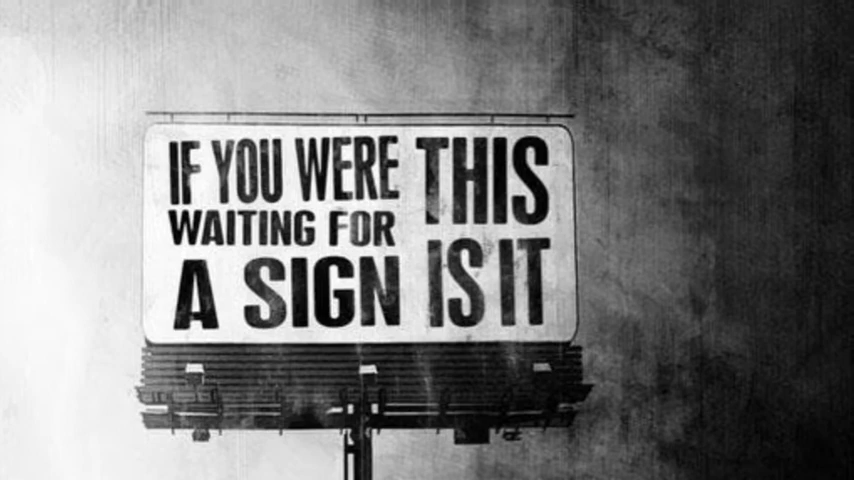 IF YOU WERE
WAITING FOR
A SIGN
THIS
IS IT